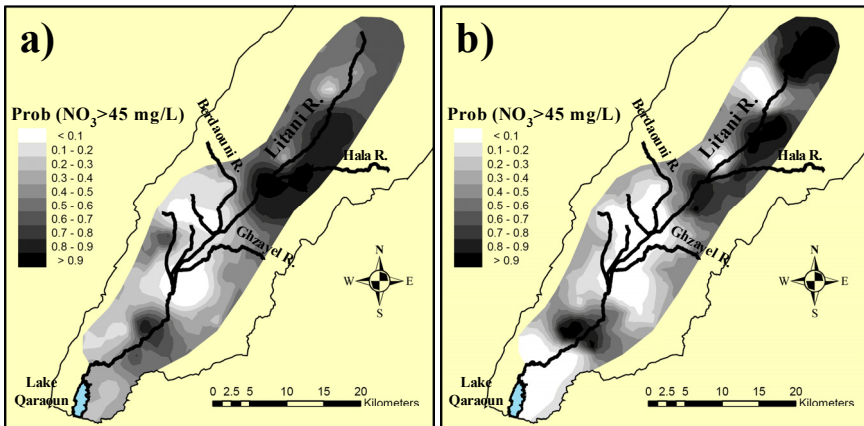 a)
Prob (NO3>45 mg/L)
< 0.1
0.1 - 0.2
0.2 - 0.3
0.3 - 0.4
0.4 - 0.5
0.5 - 0.6
0.6 - 0.7
0.7 - 0.8
0.8 - 0.9
> 0.9
Berdaouni R.
Litani R.
Hala R.
Ghzayel R.
N
W E
S
Lake
Qaraoun
0 2.5 5 10 15 20
Kilometers
b)
Prob (NO3>45 mg/L)
< 0.1
0.1 - 0.2
0.2 - 0.3
0.3 - 0.4
0.4 - 0.5
0.5 - 0.6
0.6 - 0.7
0.7 - 0.8
0.8 - 0.9
> 0.9
Berdaouni R.
Litani R.
Hala R.
Ghzayel R.
N
W E
S
Lake
Qaraoun
0 2.5 5 10 15 20
Kilometers